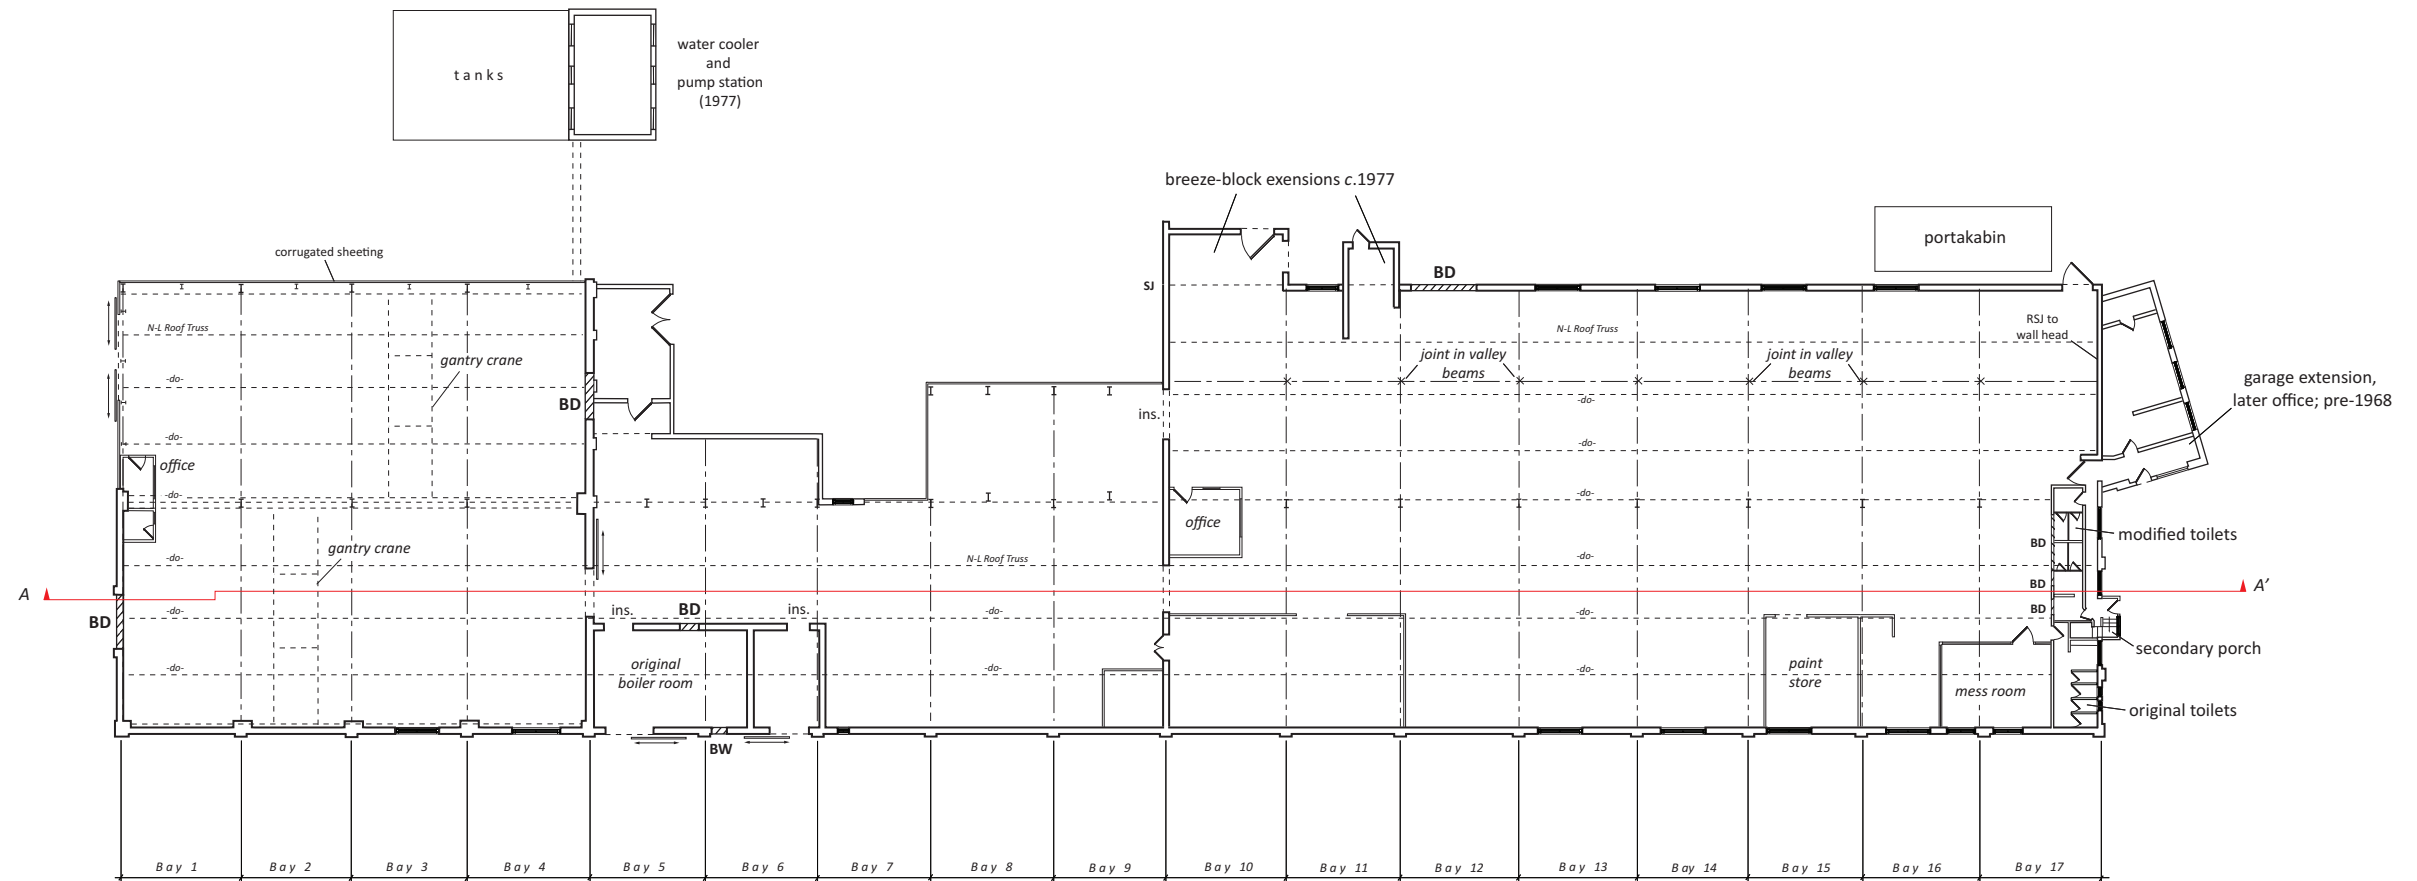 tanks
water cooler
and
pump station
(1977)
breeze-block exensions c.1977
portakabin
corrugated sheeting
SJ
BD
N-L Roof Truss
N-L Roof Truss
RSJ to
wall head
gantry crane
joint in valley
beams
joint in valley
beams
garage extension,
later office; pre-1968
-do-
BD
-do-
ins.
-do-
-do-
office
-do-
-do-
office
-do-
modified toilets
gantry crane
BD
-do-
N-L Roof Truss
-do-
A
BD
A’
BD
-do-
ins.
BD
ins.
-do-
-do-
BD
secondary porch
-do-
original
boiler room
-do-
-do-
paint
store
mess room
original toilets
BW
Bay 1
Bay 2
Bay 3
Bay 4
Bay 5
Bay 6
Bay 7
Bay 8
Bay 9
Bay 10
Bay 11
Bay 12
Bay 13
Bay 14
Bay 15
Bay 16
Bay 17